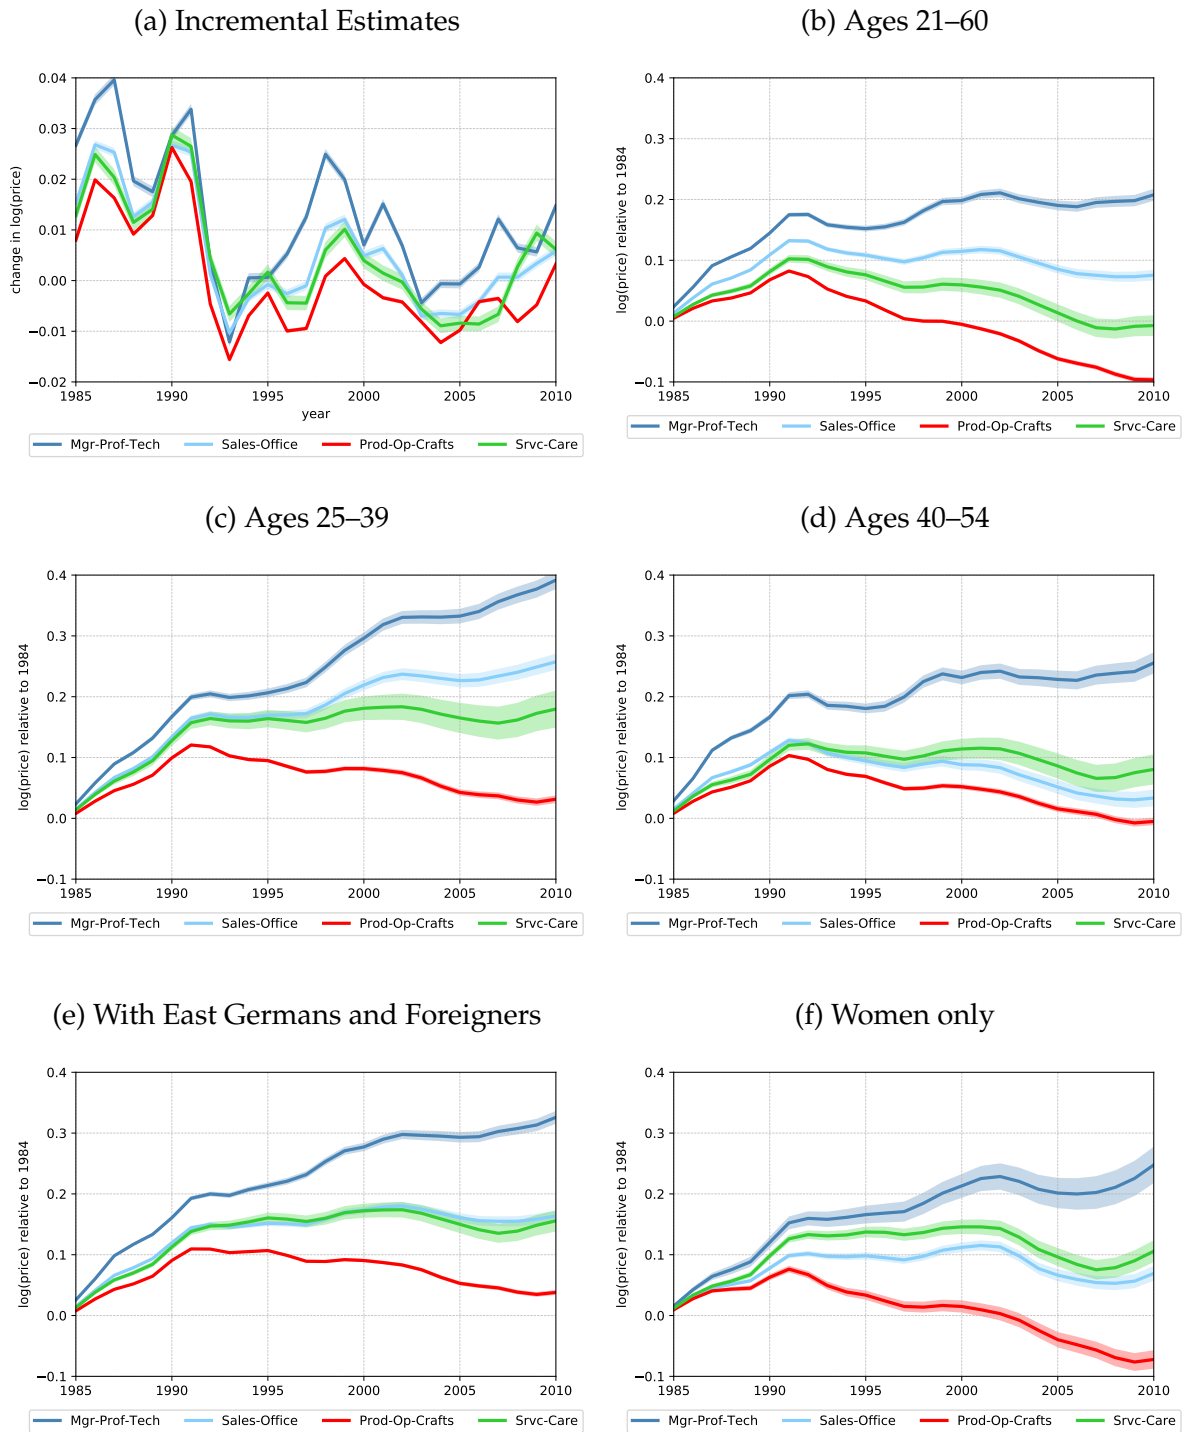 (a) Incremental Estimates
change in log(price)
0.04
0.03
0.02
0.01
0.00
−0.01
−0.02
1985 1990 1995 2000 2005 2010
year
Mgr-Prof-Tech Sales-Office Prod-Op-Crafts Srvc-Care
(b) Ages 21–60
log(price) relative to 1984
0.4
0.3
0.2
0.1
0.0
−0.1
1985 1990 1995 2000 2005 2010
Mgr-Prof-Tech Sales-Office Prod-Op-Crafts Srvc-Care
(c) Ages 25–39
log(price) relative to 1984
0.4
0.3
0.2
0.1
0.0
−0.1
1985 1990 1995 2000 2005 2010
Mgr-Prof-Tech Sales-Office Prod-Op-Crafts Srvc-Care
(d) Ages 40–54
log(price) relative to 1984
0.4
0.3
0.2
0.1
0.0
−0.1
1985 1990 1995 2000 2005 2010
Mgr-Prof-Tech Sales-Office Prod-Op-Crafts Srvc-Care
(e) With East Germans and Foreigners
log(price) relative to 1984
0.4
0.3
0.2
0.1
0.0
−0.1
1985 1990 1995 2000 2005 2010
Mgr-Prof-Tech Sales-Office Prod-Op-Crafts Srvc-Care
(f) Women only
log(price) relative to 1984
0.4
0.3
0.2
0.1
0.0
−0.1
1985 1990 1995 2000 2005 2010
Mgr-Prof-Tech Sales-Office Prod-Op-Crafts Srvc-Care